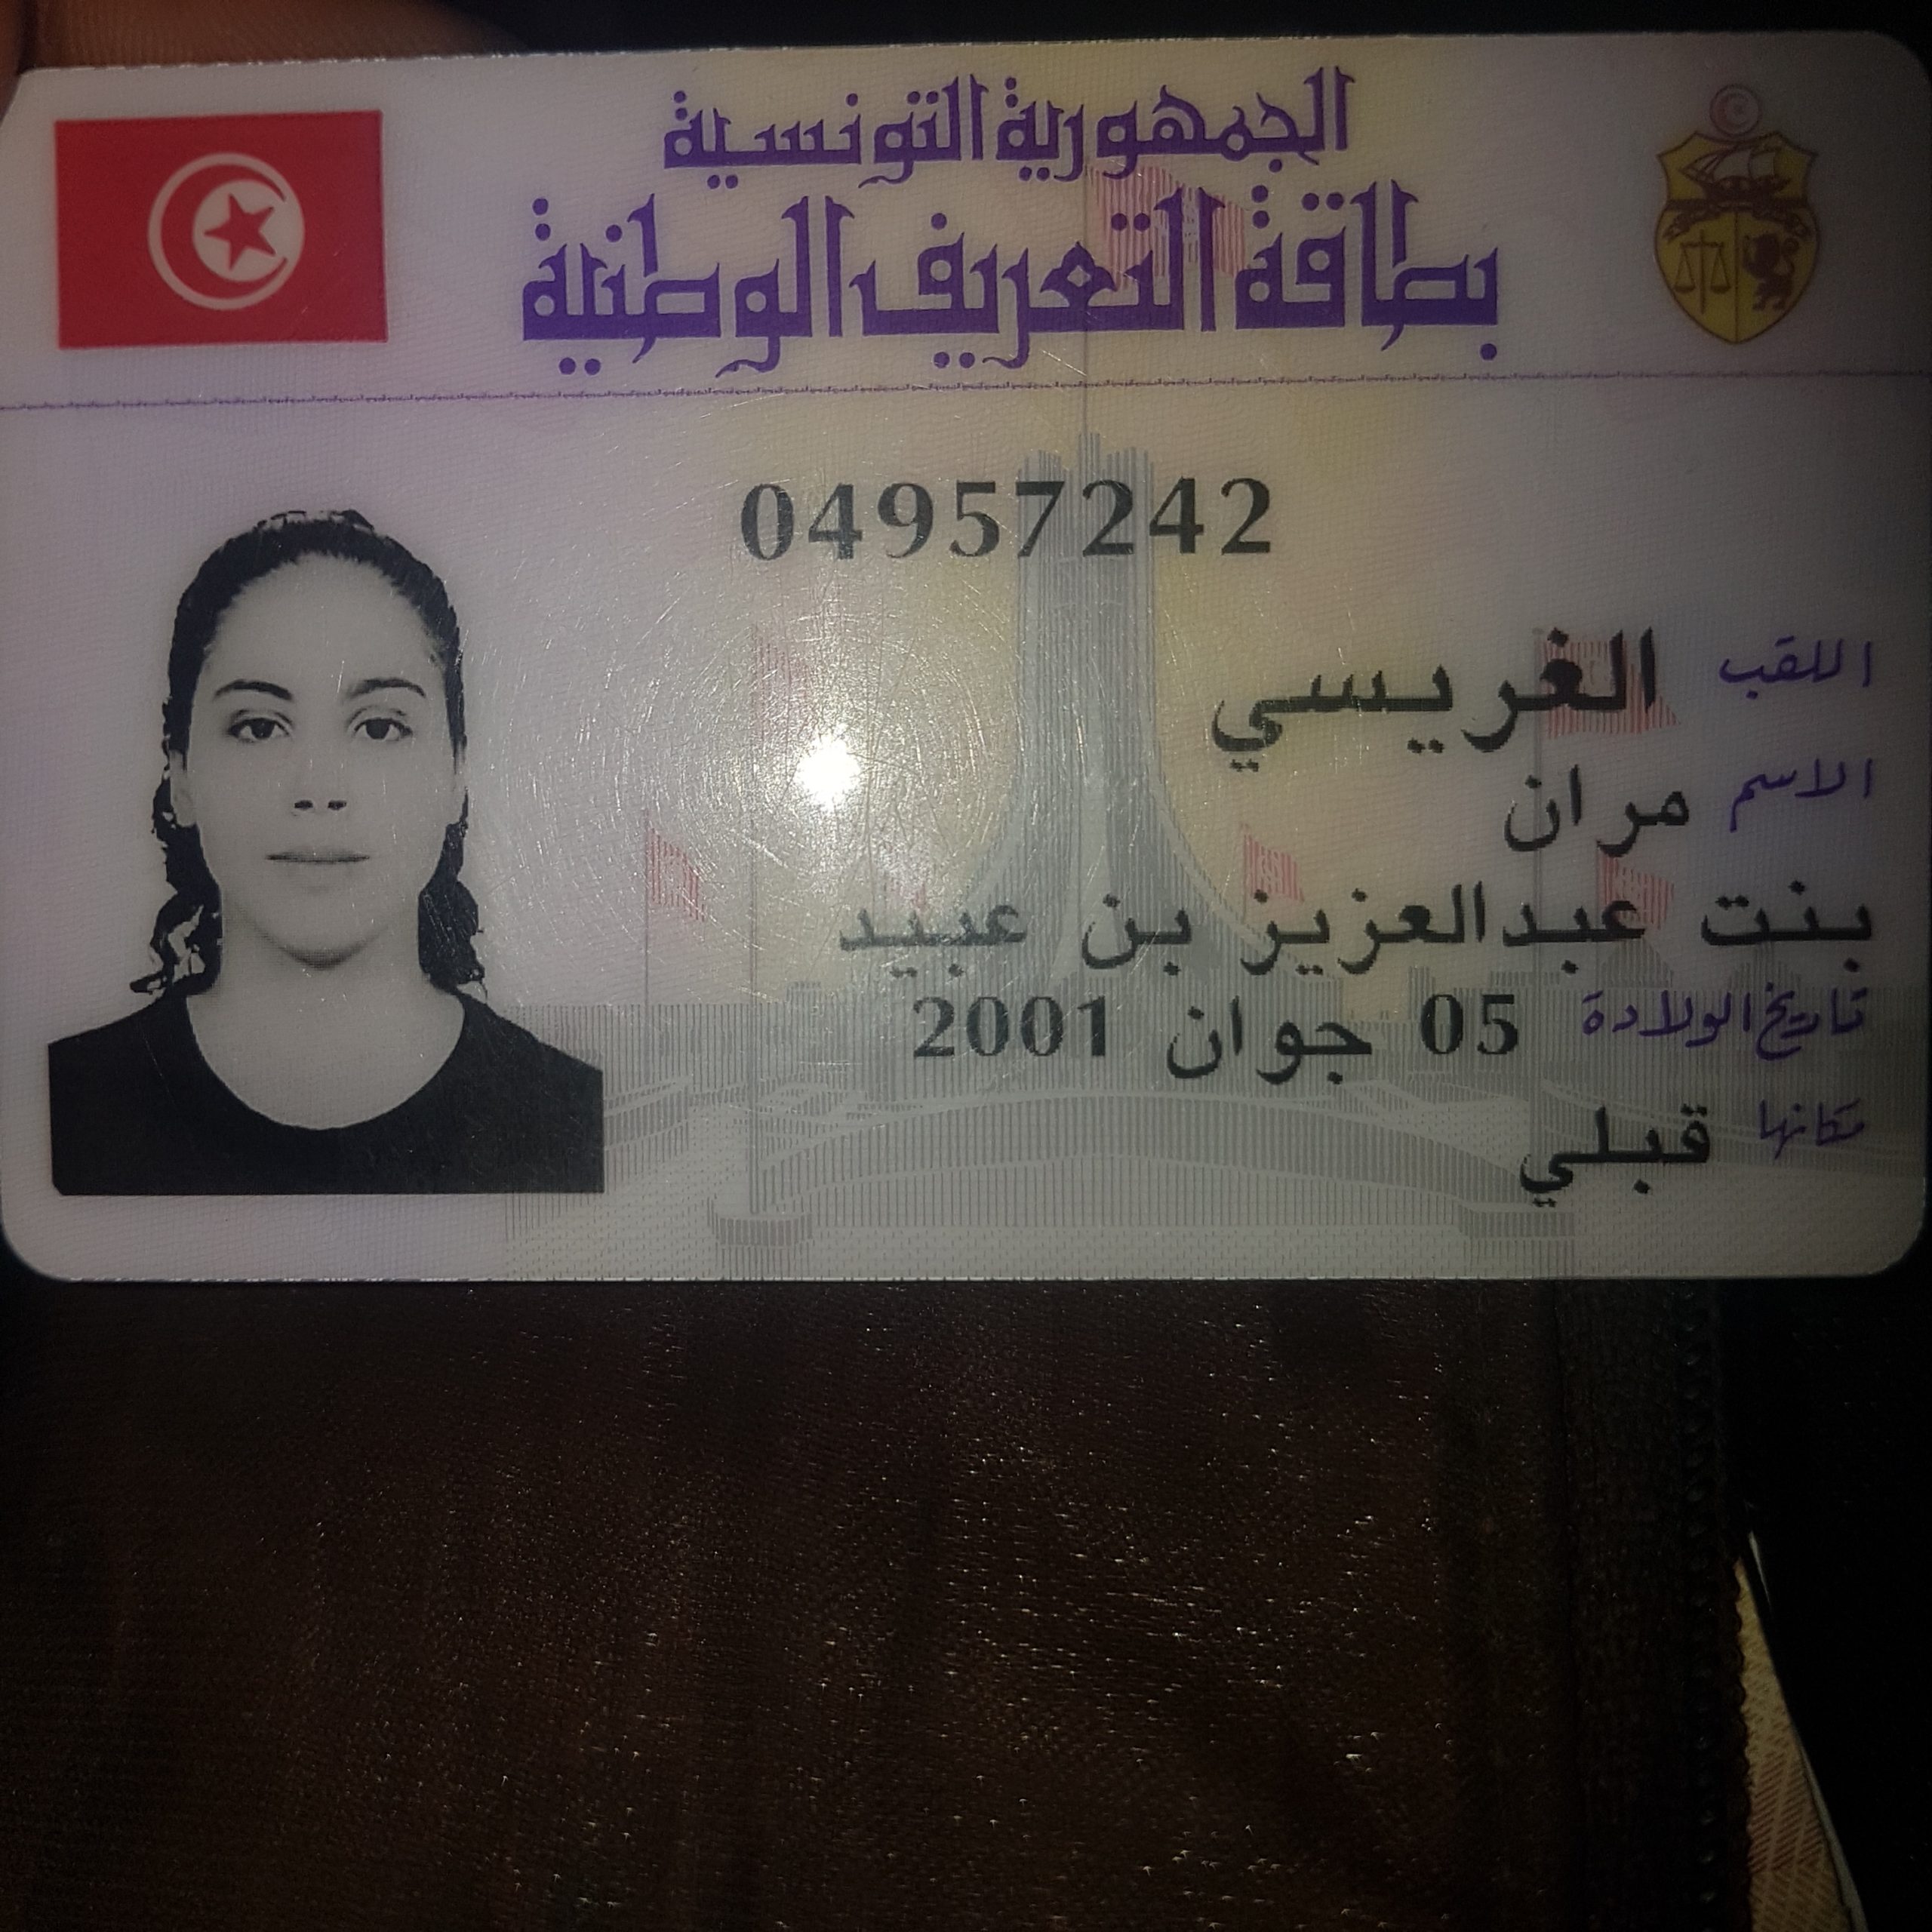 الجمهورية التونسية
بطاقة التعريف الوطنية
04957242
اللقب الغريسي
الاسم مران
بنت عبدالعزيز بن عبيد
تاريخ الولادة 05 جوان 2001
مكانها قبلي